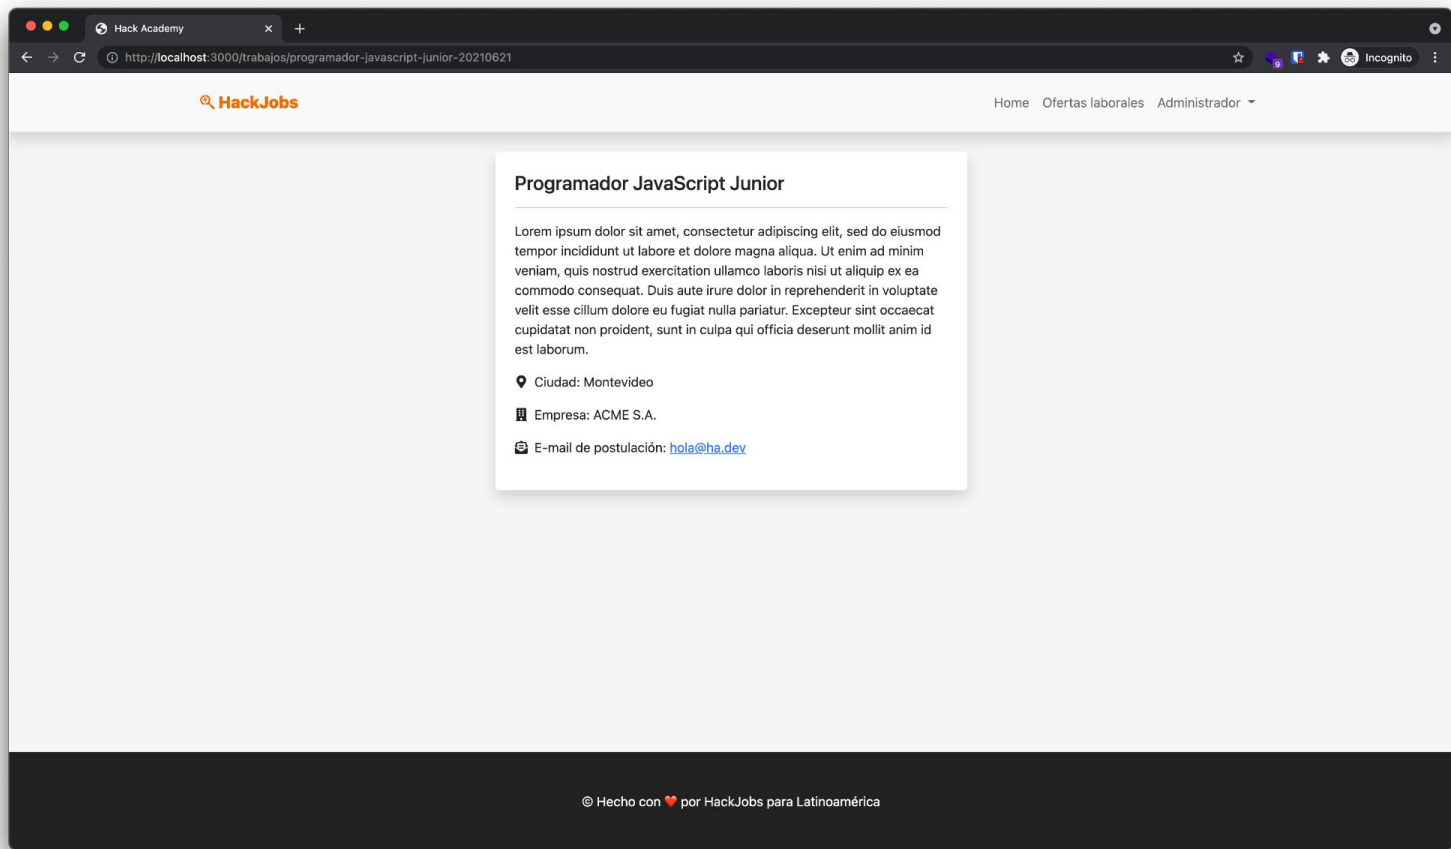 Hack Academy
http://localhost:3000/trabajos/programador-javascript-junior-20210621
9
Incognito
HackJobs
Home
Ofertas laborales
Administrador
Programador JavaScript Junior
Lorem ipsum dolor sit amet, consectetur adipiscing elit, sed do eiusmod
tempor incididunt ut labore et dolore magna aliqua. Ut enim ad minim
veniam, quis nostrud exercitation ullamco laboris nisi ut aliquip ex ea
commodo consequat. Duis aute irure dolor in reprehenderit in voluptate
velit esse cillum dolore eu fugiat nulla pariatur. Excepteur sint occaecat
cupidatat non proident, sunt in culpa qui officia deserunt mollit anim id
est laborum.
Ciudad: Montevideo
Empresa: ACME S.A.
E-mail de postulación: hola@ha.dev
© Hecho con ❤️ por HackJobs para Latinoamérica